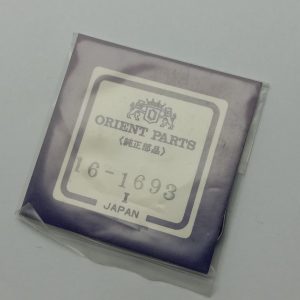 ORIENT PARTS
〈純正部品〉
16-1693
I
JAPAN